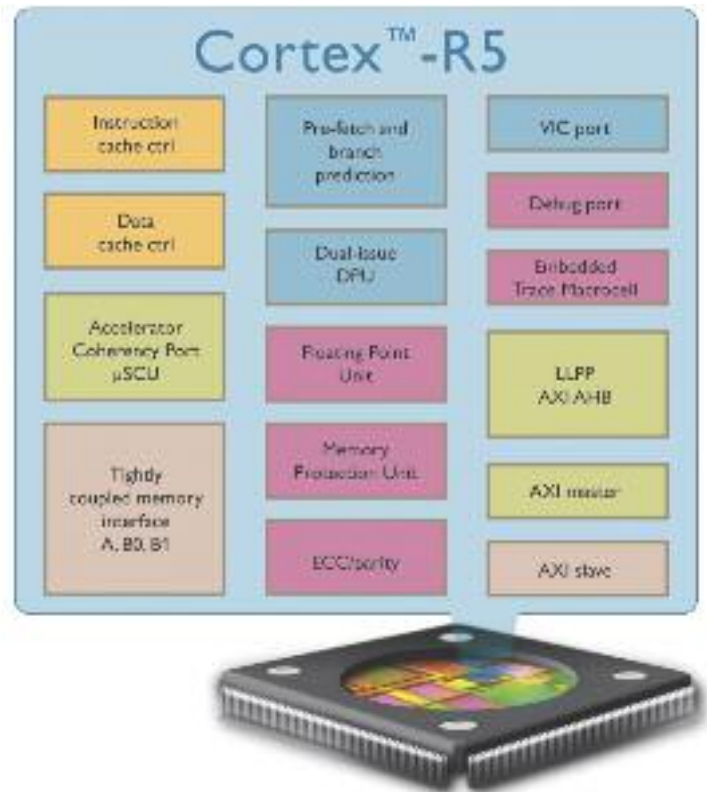 Cortex™-R5
Instruction
cache ctrl
Data
cache ctrl
Accelerator
Coherency Port
µSCU
Tightly
coupled memory
interface
A, B0, B1
Pre-fetch and
branch
prediction
Dual-issue
DPU
Floating Point
Unit
Memory
Protection Unit
ECC/parity
VIC port
Debug port
Embedded
Trace Macrocell
LLPP
AXI AHB
AXI master
AXI slave